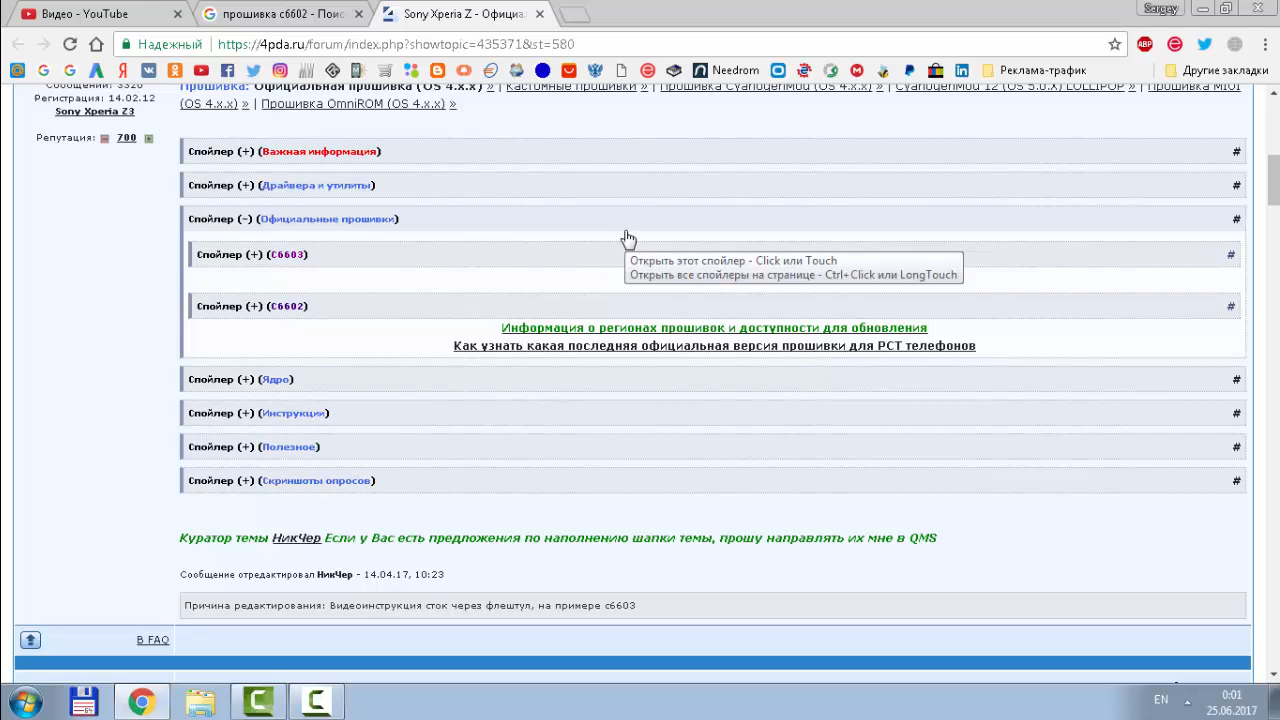 Видео - YouTube
прошивка c6602 - Поис
Sony Xperia Z - Официа
Sergey
Надежный
https://4pda.ru/forum/index.php?showtopic=435371&st=580
ABP
Needrom
Реклама-трафик
Другие закладки
Сообщений: 3320
Регистрация: 14.02.12
Sony Xperia Z3
Репутация: 700
Прошивка: Официальная прошивка (OS 4.x.x) » | Кастомные прошивки » | Прошивка CyanogenMod (OS 4.x.x) » | CyanogenMod 12 (OS 5.0.x) LOLLIPOP » | Прошивка MIUI
(OS 4.x.x) » | Прошивка OmniROM (OS 4.x.x) »
Спойлер (+) (Важная информация) #
Спойлер (+) (Драйвера и утилиты) #
Спойлер (-) (Официальные прошивки) #
Спойлер (+) (C6603) #
Открыть этот спойлер - Click или Touch
Открыть все спойлеры на странице - Ctrl+Click или LongTouch
Спойлер (+) (C6602) #
Информация о регионах прошивок и доступности для обновления
Как узнать какая последняя официальная версия прошивки для РСТ телефонов
Спойлер (+) (Ядро) #
Спойлер (+) (Инструкции) #
Спойлер (+) (Полезное) #
Спойлер (+) (Скриншоты опросов) #
Куратор темы НикЧер Если у Вас есть предложения по наполнению шапки темы, прошу направлять их мне в QMS
Сообщение отредактировал НикЧер - 14.04.17, 10:23
Причина редактирования: Видеоинструкция сток через флештул, на примере с6603
В FAQ
EN
0:01
25.06.2017